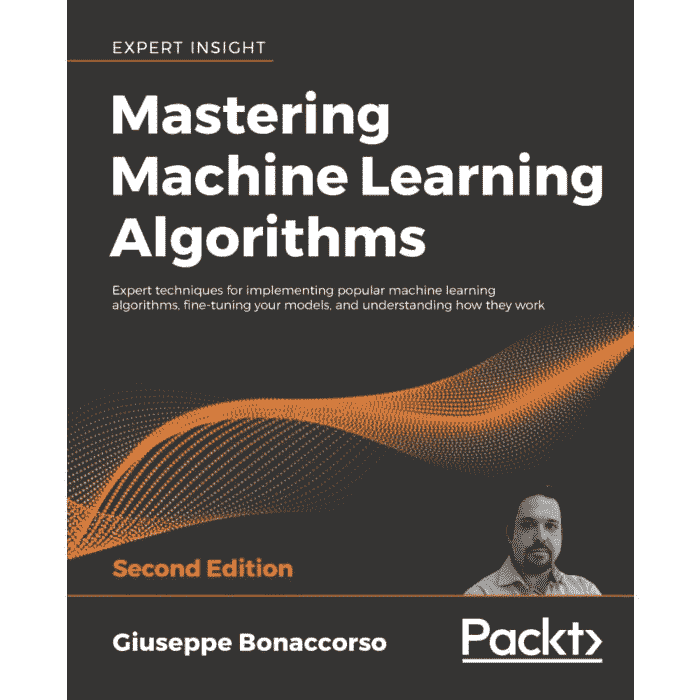 EXPERT INSIGHT
Mastering
Machine Learning
Algorithms
Expert techniques for implementing popular machine learning
algorithms, fine-tuning your models, and understanding how they work
Second Edition
Giuseppe Bonaccorso
Packt>